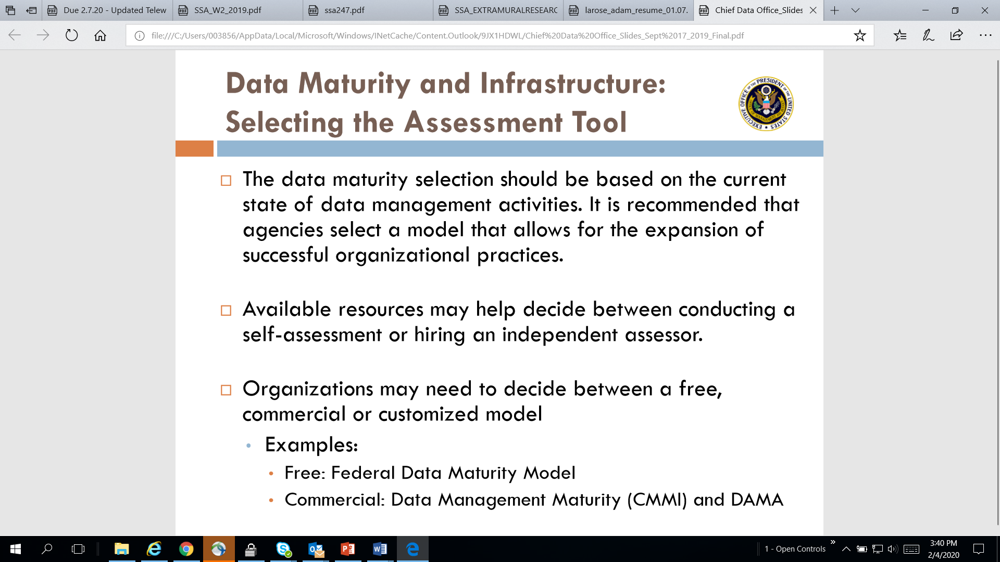 Due 2.7.20 - Updated Telew
SSA_W2_2019.pdf
ssa247.pdf
SSA_EXTRAMURALRESEARC
larose_adam_resume_01.07.
Chief Data Office_Slides
file:///C:/Users/003856/AppData/Local/Microsoft/Windows/INetCache/Content.Outlook/9JX1HDWL/Chief%20Data%20Office_Slides_Sept%2017_2019_Final.pdf
Data Maturity and Infrastructure:
Selecting the Assessment Tool
EXECUTIVE OFFICE OF THE PRESIDENT OF THE UNITED STATES
The data maturity selection should be based on the current
state of data management activities. It is recommended that
agencies select a model that allows for the expansion of
successful organizational practices.
Available resources may help decide between conducting a
self-assessment or hiring an independent assessor.
Organizations may need to decide between a free,
commercial or customized model
Examples:
Free: Federal Data Maturity Model
Commercial: Data Management Maturity (CMMI) and DAMA
1 - Open Controls
3:40 PM
2/4/2020